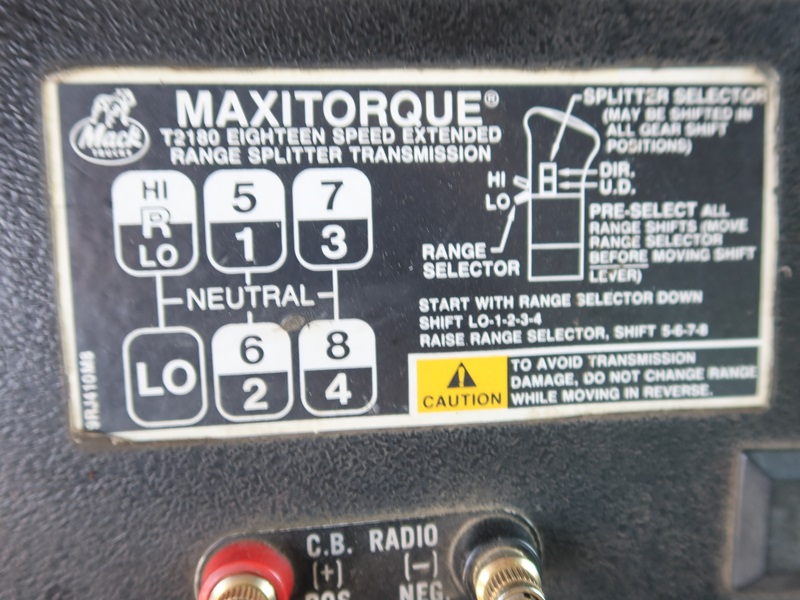 Mack
TRUCKS
MAXITORQUE®
T2180 EIGHTEEN SPEED EXTENDED
RANGE SPLITTER TRANSMISSION
HI
R
LO
5
1
7
3
NEUTRAL
LO
6
2
8
4
9RJ410M8
SPLITTER SELECTOR
(MAY BE SHIFTED IN
ALL GEAR SHIFT
POSITIONS)
DIR.
U.D.
HI
LO
RANGE
SELECTOR
PRE-SELECT ALL
RANGE SHIFTS (MOVE
RANGE SELECTOR
BEFORE MOVING SHIFT
LEVER)
START WITH RANGE SELECTOR DOWN
SHIFT LO-1-2-3-4
RAISE RANGE SELECTOR, SHIFT 5-6-7-8
CAUTION
TO AVOID TRANSMISSION
DAMAGE, DO NOT CHANGE RANGE
WHILE MOVING IN REVERSE.
C.B. RADIO
(+) (−)
POS. NEG.